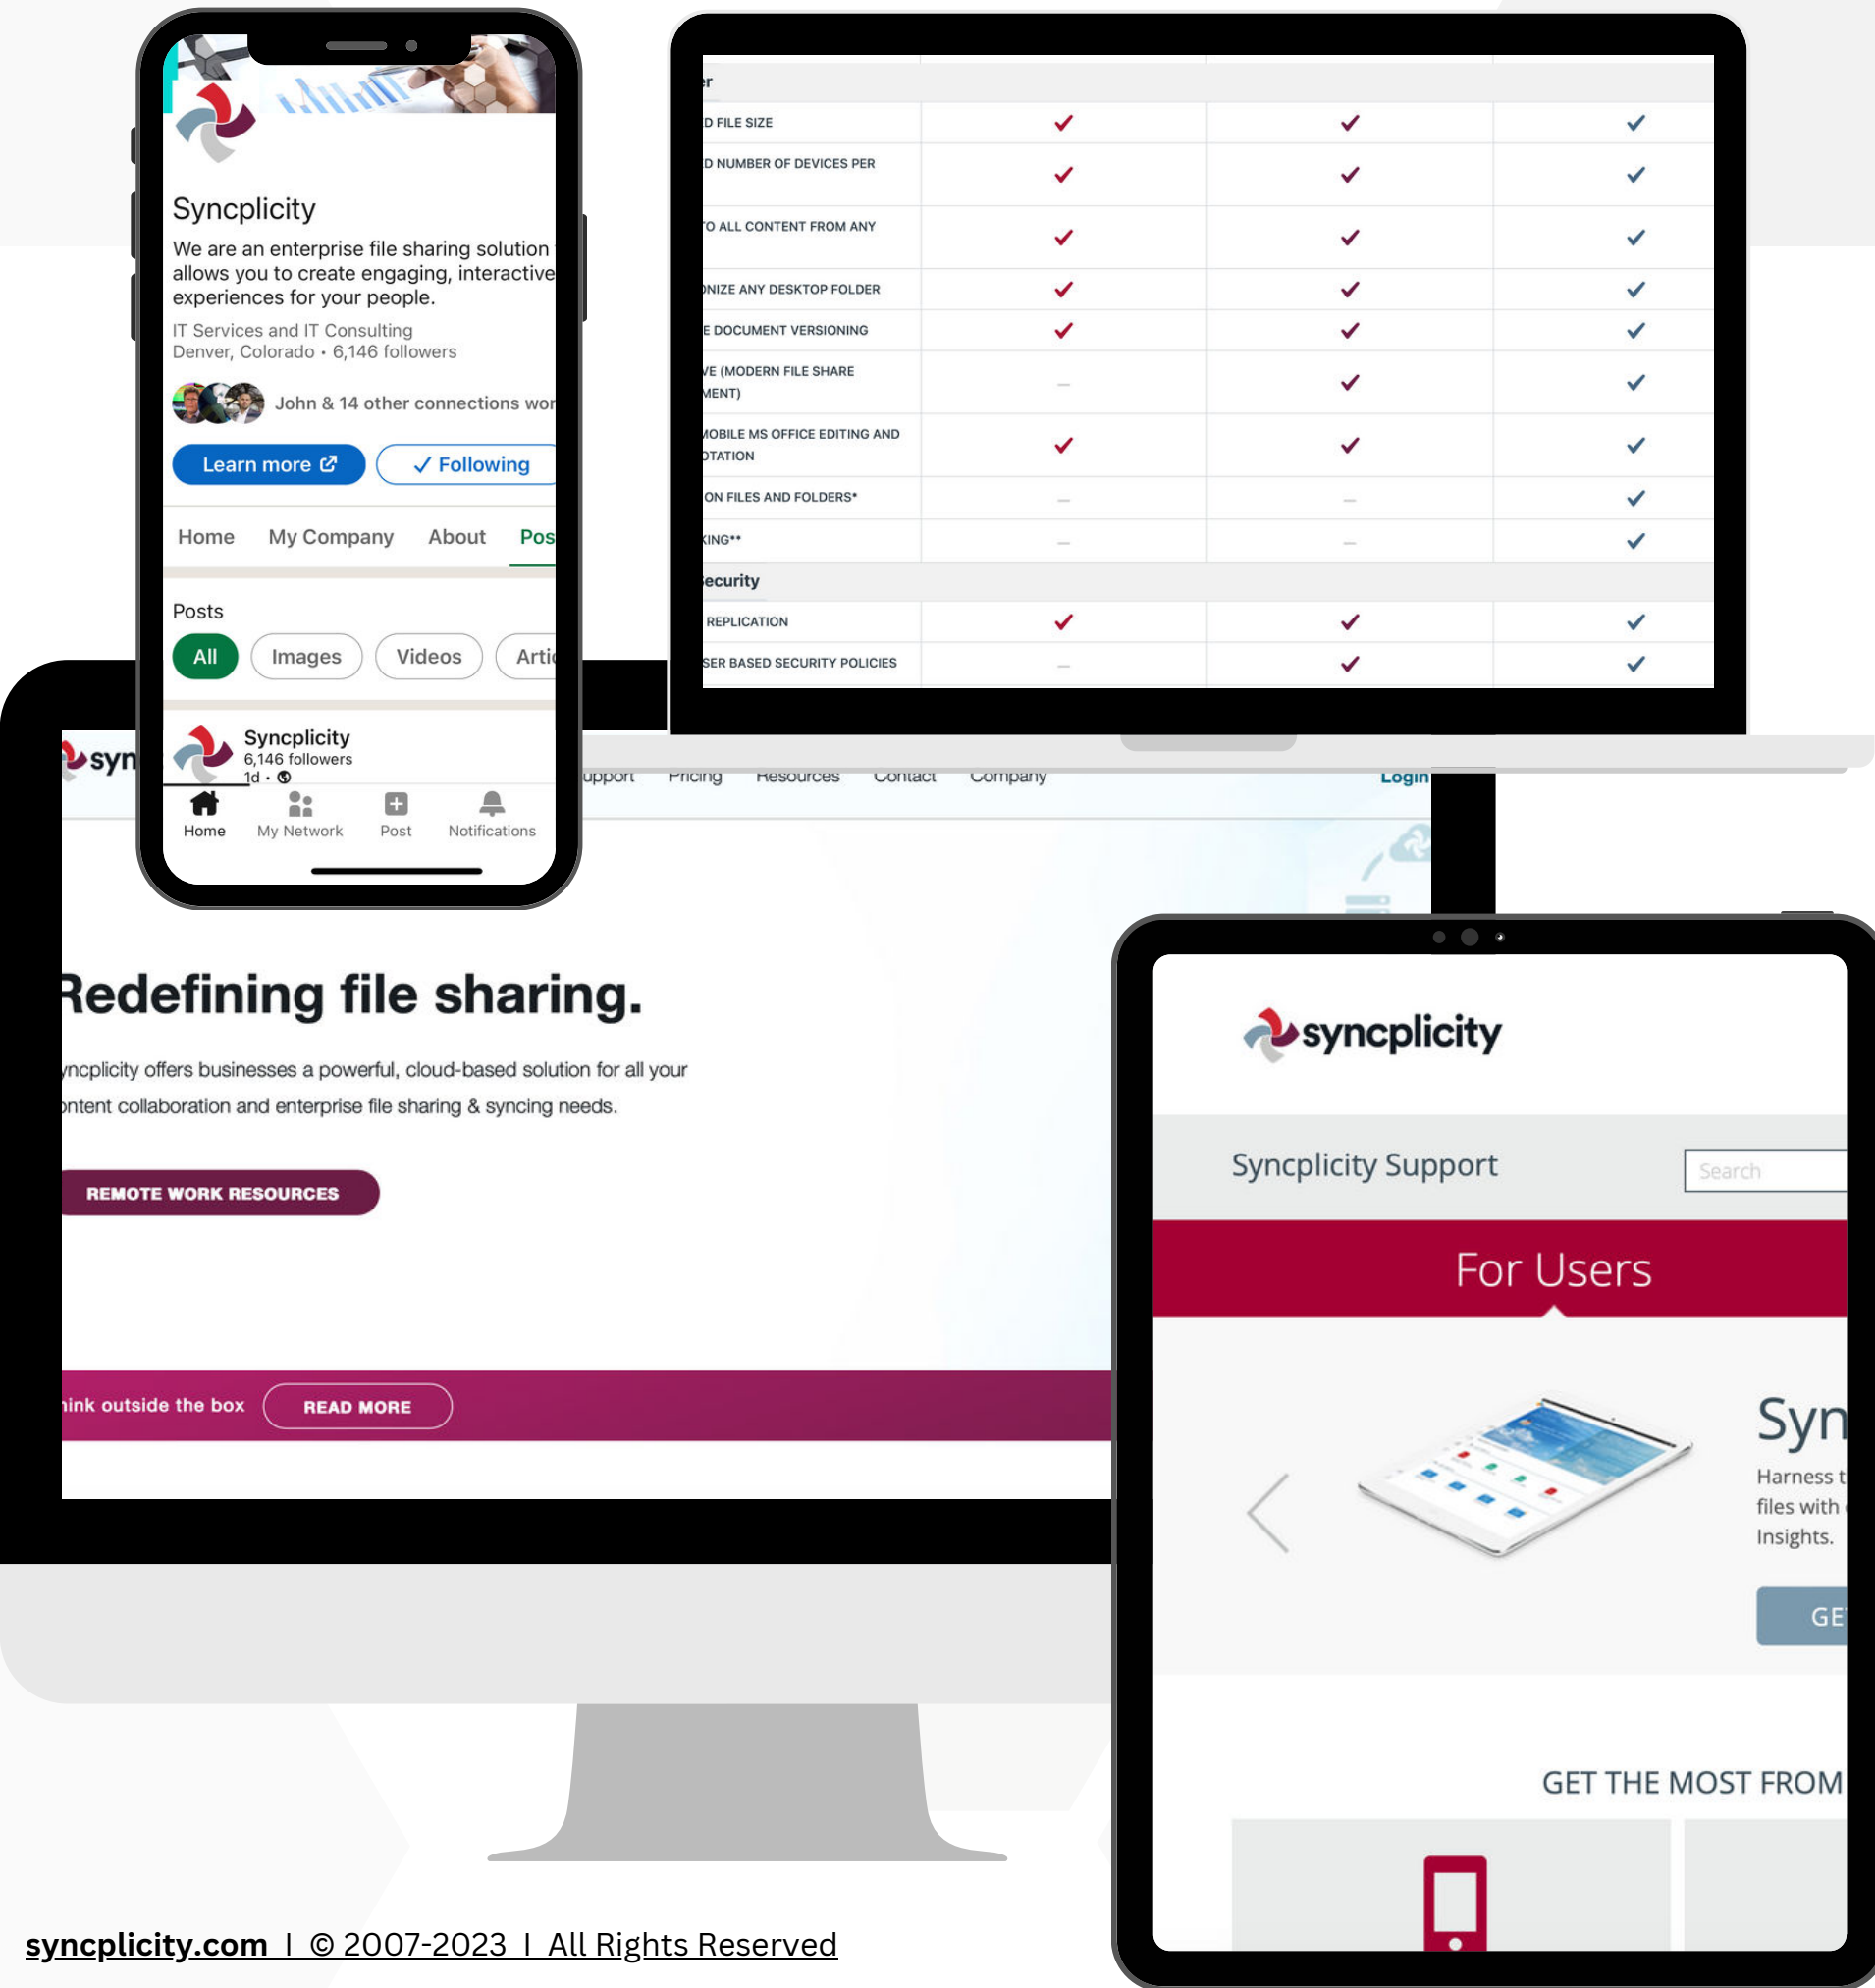 Syncplicity
We are an enterprise file sharing solution
allows you to create engaging, interactive
experiences for your people.
IT Services and IT Consulting
Denver, Colorado • 6,146 followers
John & 14 other connections wor
Learn more
✓ Following
Home My Company About Pos
Posts
All Images Videos Artic
Syncplicity
6,146 followers
1d •
Home My Network Post Notifications
er
D FILE SIZE
D NUMBER OF DEVICES PER
TO ALL CONTENT FROM ANY
ONIZE ANY DESKTOP FOLDER
E DOCUMENT VERSIONING
VE (MODERN FILE SHARE
MENT)
MOBILE MS OFFICE EDITING AND
OTATION
ON FILES AND FOLDERS*
KING**
ecurity
REPLICATION
SER BASED SECURITY POLICIES
syn
upport Pricing Resources Contact Company Login
Redefining file sharing.
yncplicity offers businesses a powerful, cloud-based solution for all your
ontent collaboration and enterprise file sharing & syncing needs.
REMOTE WORK RESOURCES
hink outside the box READ MORE
syncplicity
Syncplicity Support Search
For Users
Syn
Harness t
files with
Insights.
GE
GET THE MOST FROM
syncplicity.com I © 2007-2023 I All Rights Reserved